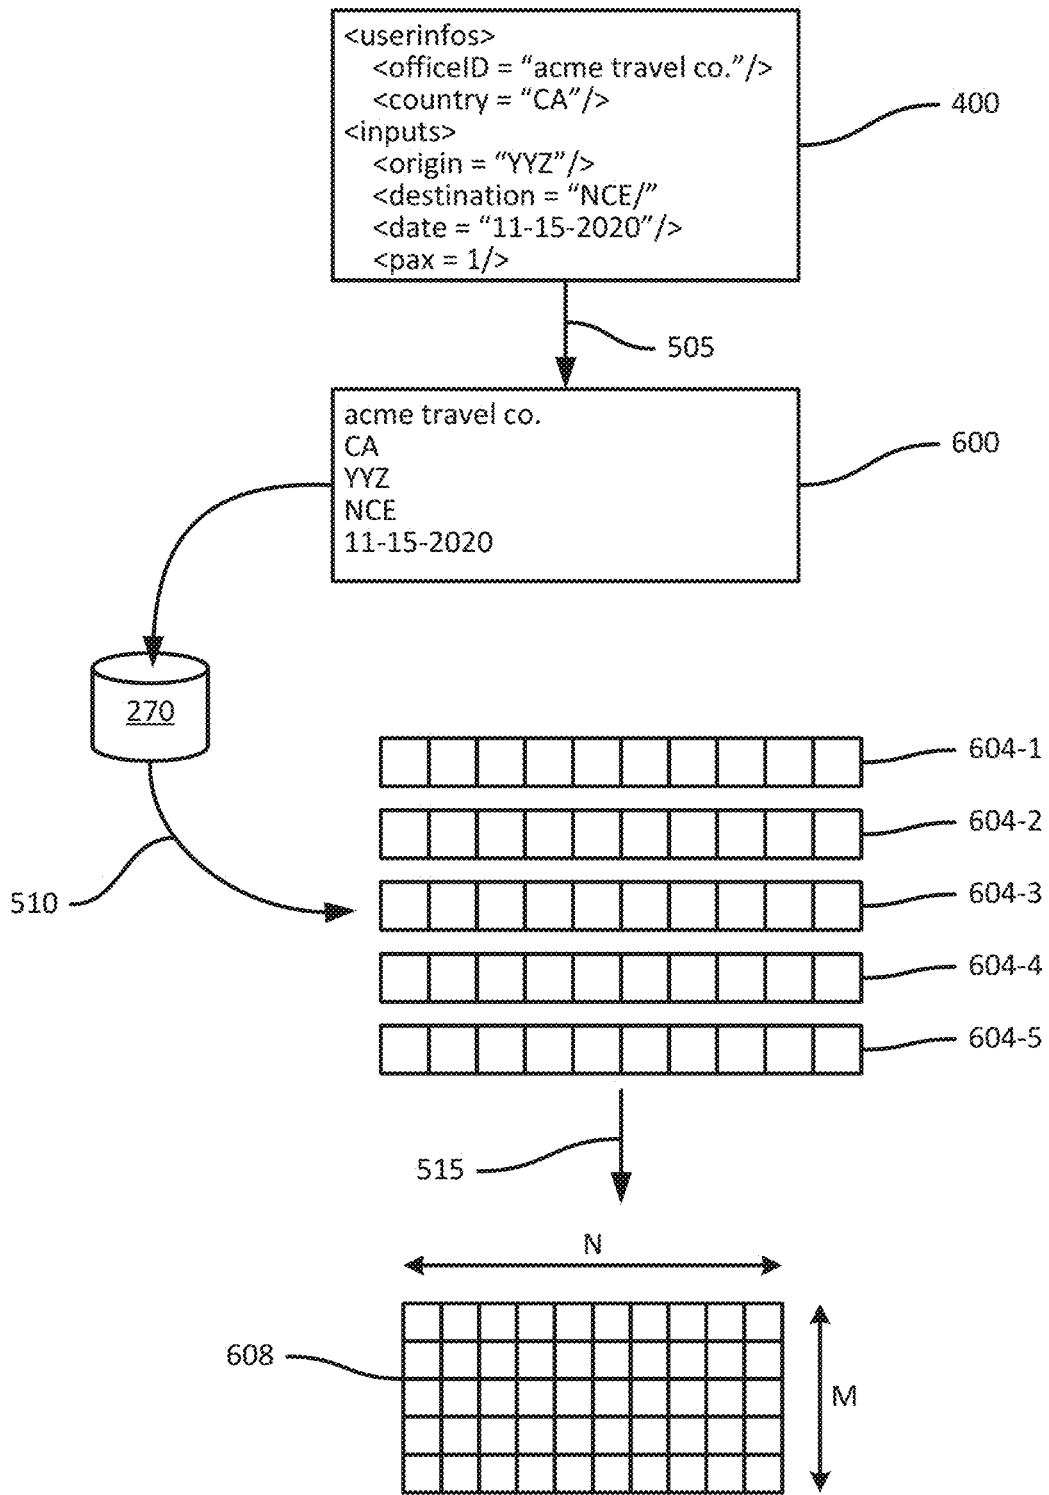 <userinfos>
<officeID = “acme travel co.”/>
<country = “CA”/>
<inputs>
<origin = “YYZ”/>
<destination = “NCE/”
<date = “11-15-2020”/>
<pax = 1/>
400
505
acme travel co.
CA
YYZ
NCE
11-15-2020
600
270
604-1
604-2
604-3
604-4
604-5
510
515
N
608
M